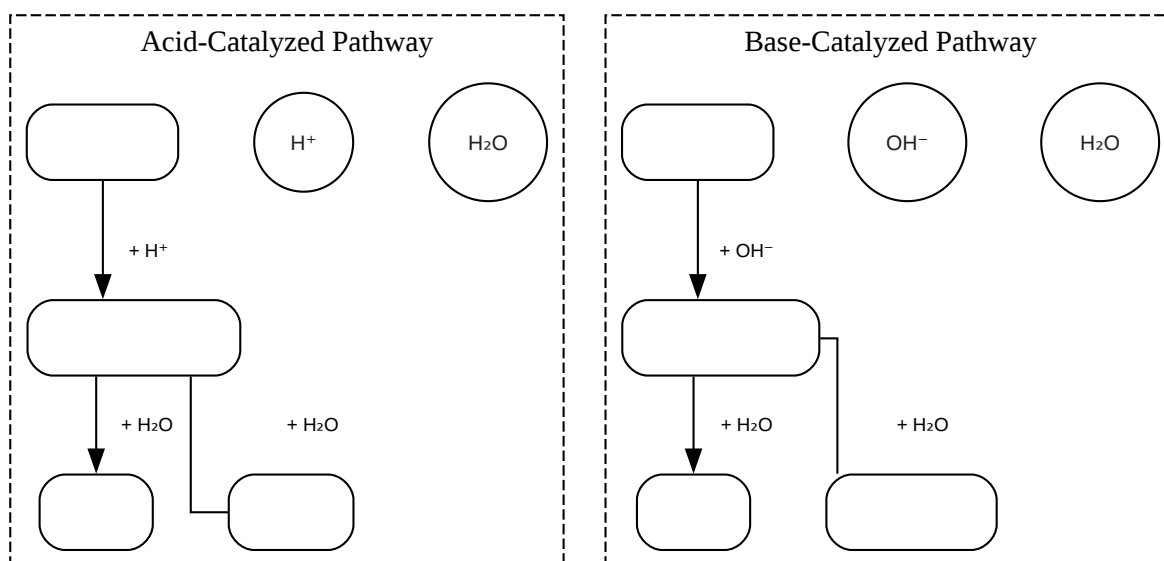 Acid-Catalyzed Pathway
H⁺
H₂O
+ H⁺
+ H₂O
+ H₂O
Base-Catalyzed Pathway
OH⁻
H₂O
+ OH⁻
+ H₂O
+ H₂O